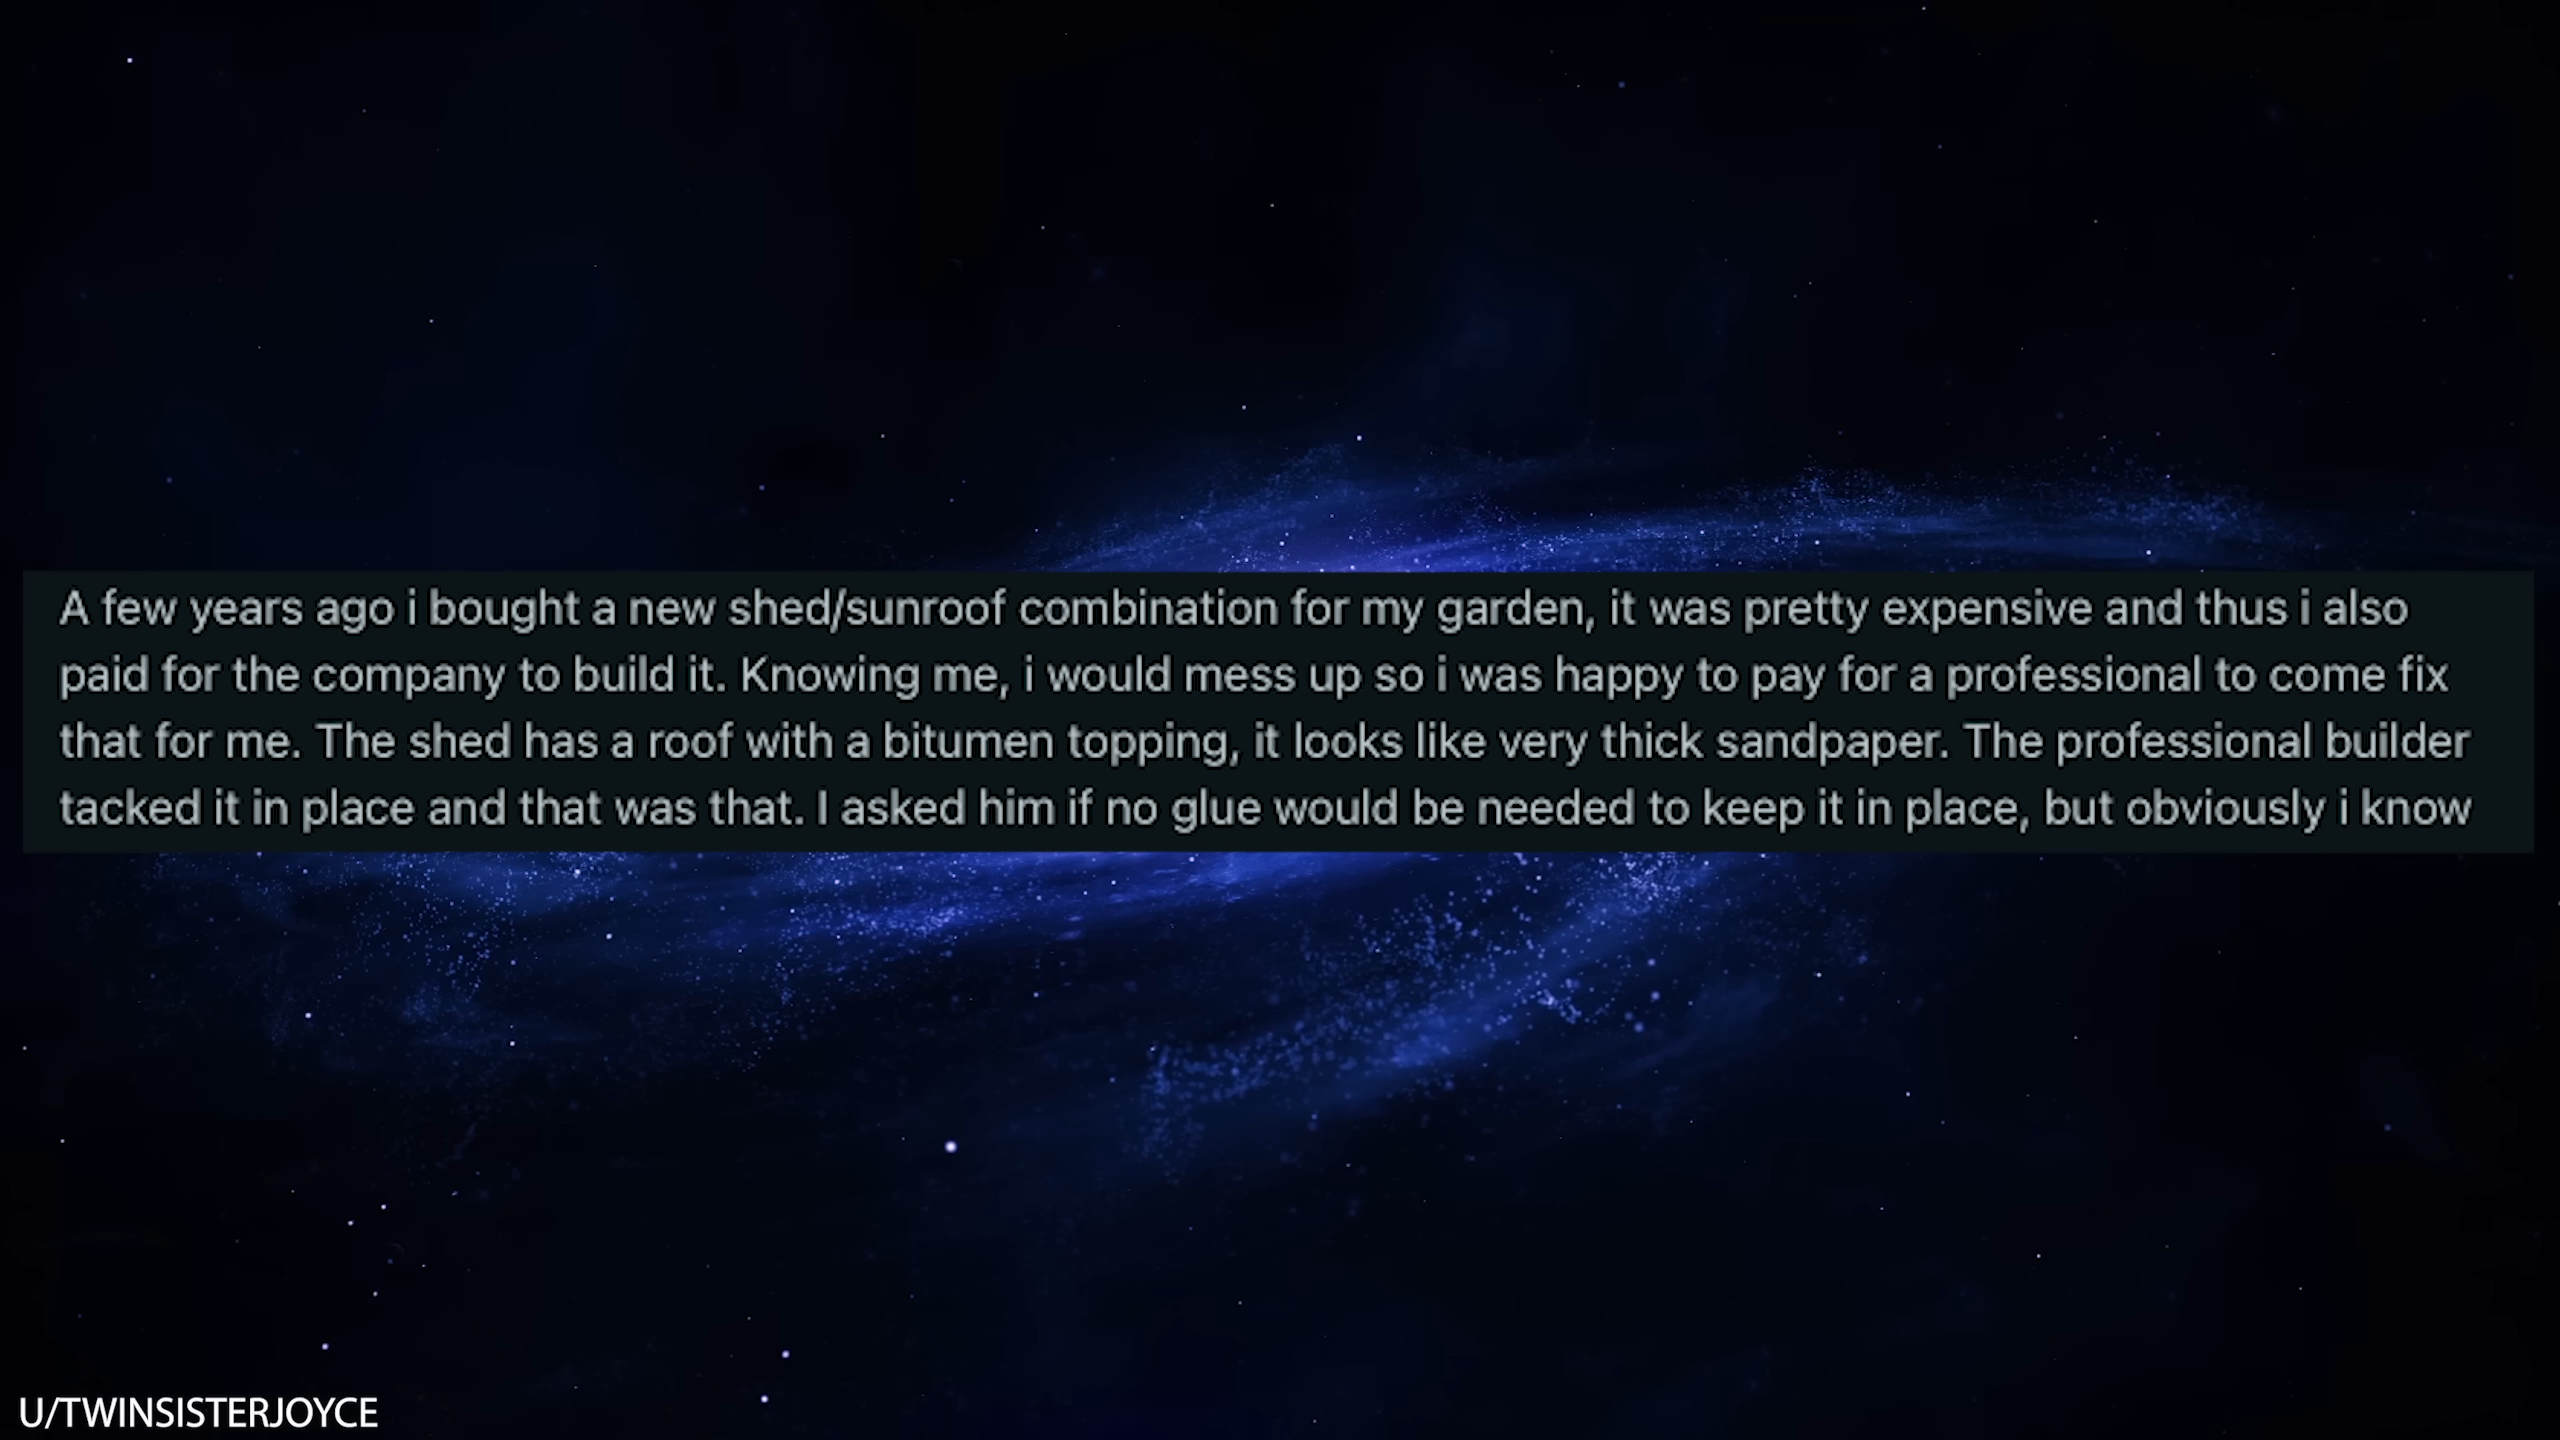 A few years ago i bought a new shed/sunroof combination for my garden, it was pretty expensive and thus i also
paid for the company to build it. Knowing me, i would mess up so i was happy to pay for a professional to come fix
that for me. The shed has a roof with a bitumen topping, it looks like very thick sandpaper. The professional builder
tacked it in place and that was that. I asked him if no glue would be needed to keep it in place, but obviously i know
U/TWINSISTERJOYCE